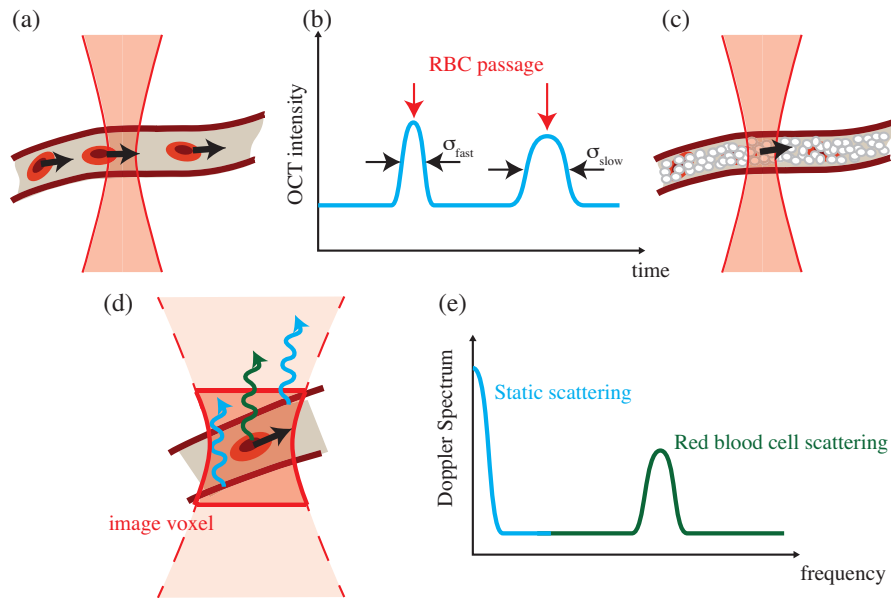 (a)
(b)
(c)
RBC passage
OCT intensity
σfast
σslow
time
(d)
(e)
image voxel
Static scattering
Red blood cell scattering
Doppler Spectrum
frequency